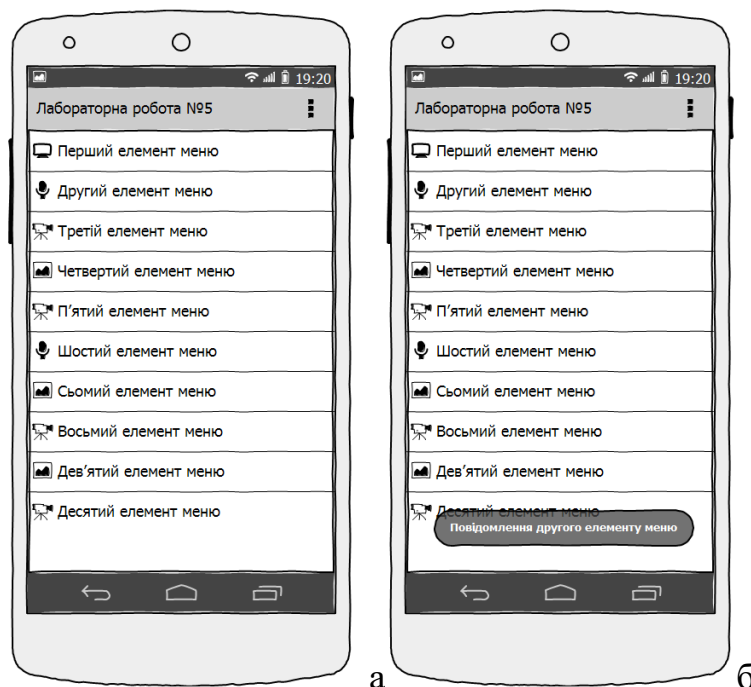 19:20
Лабораторна робота №5
Перший елемент меню
Другий елемент меню
Третій елемент меню
Четвертий елемент меню
П'ятий елемент меню
Шостий елемент меню
Сьомий елемент меню
Восьмий елемент меню
Дев'ятий елемент меню
Десятий елемент меню
а
19:20
Лабораторна робота №5
Перший елемент меню
Другий елемент меню
Третій елемент меню
Четвертий елемент меню
П'ятий елемент меню
Шостий елемент меню
Сьомий елемент меню
Восьмий елемент меню
Дев'ятий елемент меню
Десятий елемент меню
Повідомлення другого елементу меню
б